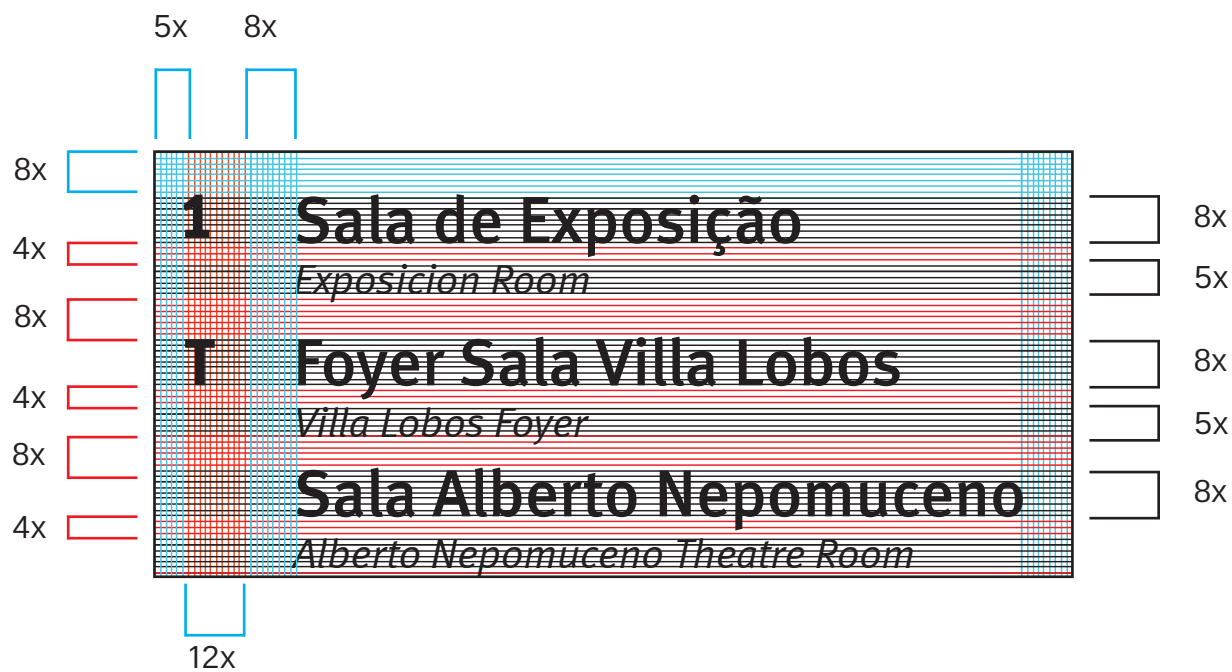 5x 8x
8x
1 Sala de Exposição
8x
4x
Exposicion Room
5x
8x
T Foyer Sala Villa Lobos
8x
4x
Villa Lobos Foyer
5x
8x
Sala Alberto Nepomuceno
8x
4x
Alberto Nepomuceno Theatre Room
12x